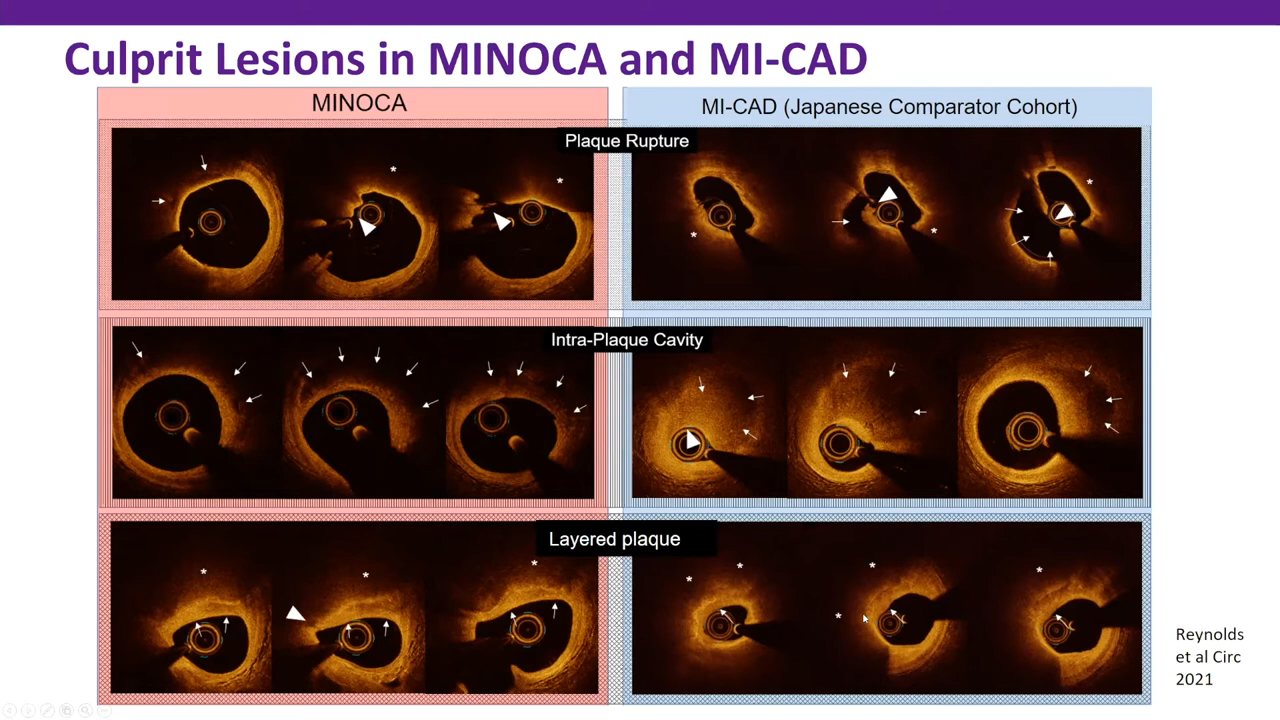 Culprit Lesions in MINOCA and MI-CAD
MINOCA
MI-CAD (Japanese Comparator Cohort)
Plaque Rupture
Intra-Plaque Cavity
Layered plaque
Reynolds
et al Circ
2021